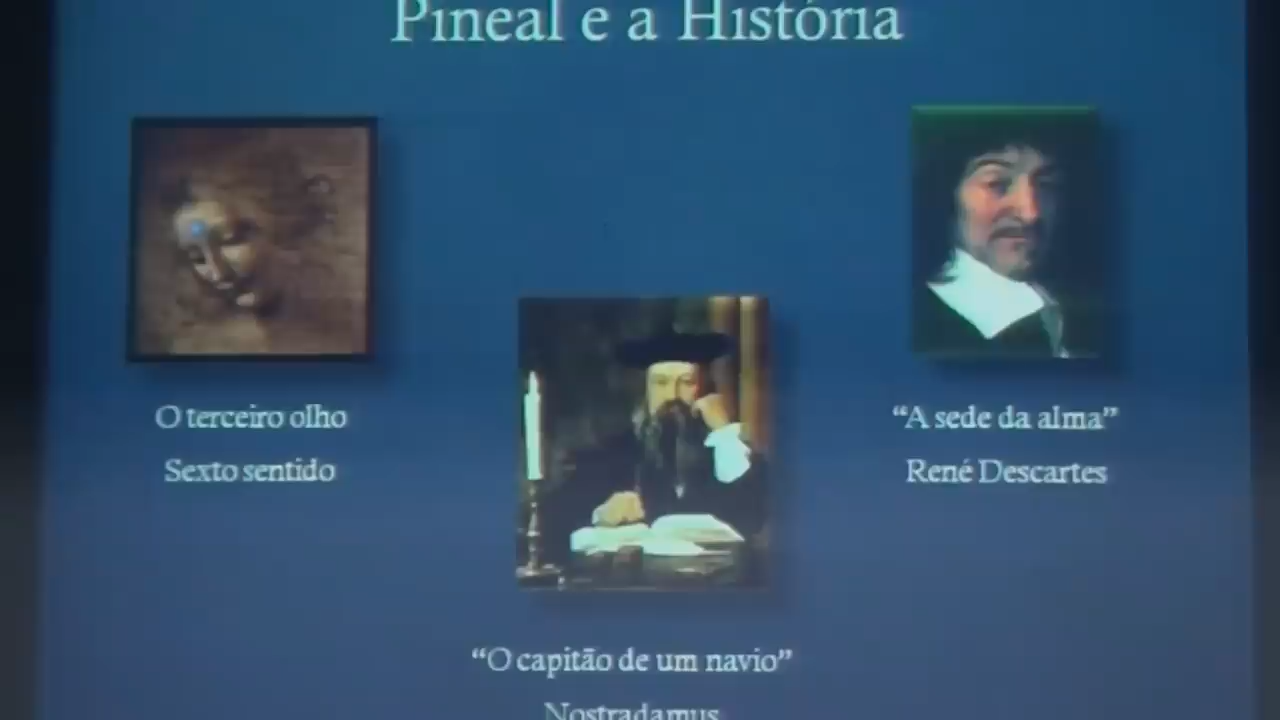 Pineal e a História
O terceiro olho
Sexto sentido
“A sede da alma”
René Descartes
“O capitão de um navio”
Nostradamus